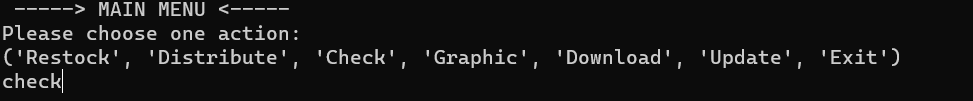 -----> MAIN MENU <-----
Please choose one action:
('Restock', 'Distribute', 'Check', 'Graphic', 'Download', 'Update', 'Exit')
check